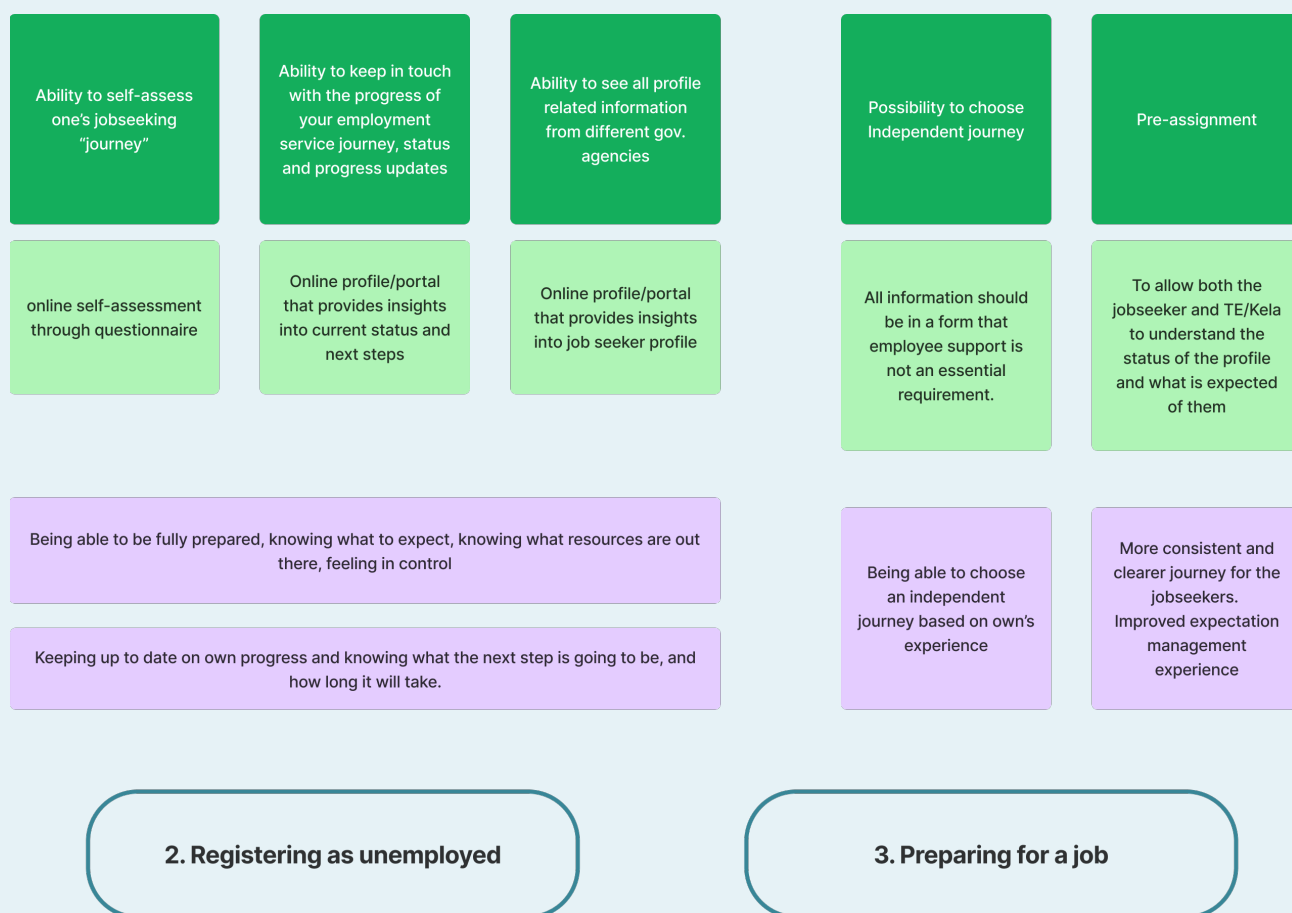 Ability to self-assess
one's jobseeking
“journey”
Ability to keep in touch
with the progress of
your employment
service journey, status
and progress updates
Ability to see all profile
related information
from different gov.
agencies
Possibility to choose
Independent journey
Pre-assignment
online self-assessment
through questionnaire
Online profile/portal
that provides insights
into current status and
next steps
Online profile/portal
that provides insights
into job seeker profile
All information should
be in a form that
employee support is
not an essential
requirement.
To allow both the
jobseeker and TE/Kela
to understand the
status of the profile
and what is expected
of them
Being able to be fully prepared, knowing what to expect, knowing what resources are out
there, feeling in control
Keeping up to date on own progress and knowing what the next step is going to be, and
how long it will take.
Being able to choose
an independent
journey based on own's
experience
More consistent and
clearer journey for the
jobseekers.
Improved expectation
management
experience
2. Registering as unemployed
3. Preparing for a job